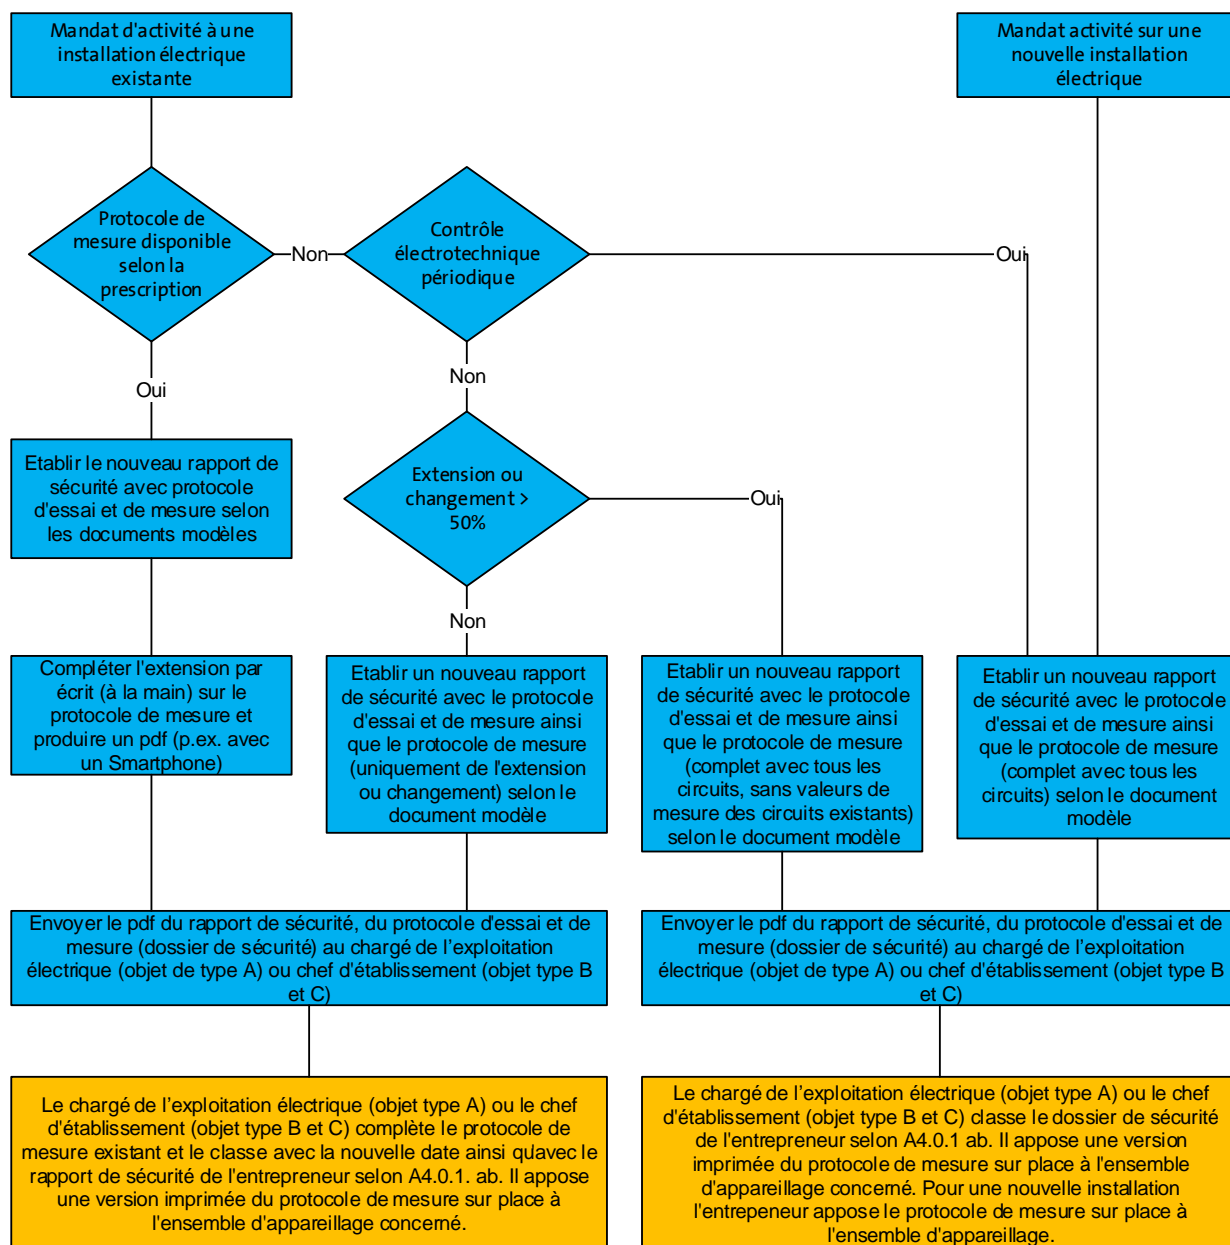 Mandat d'activité à une
installation électrique
existante
Mandat activité sur une
nouvelle installation
électrique
Protocole de
mesure disponible
selon la
prescription
Non
Contrôle
électrotechnique
périodique
Oui
Oui
Non
Etablir le nouveau rapport de
sécurité avec protocole
d'essai et de mesure selon
les documents modèles
Extension ou
changement >
50%
Oui
Non
Compléter l'extension par
écrit (à la main) sur le
protocole de mesure et
produire un pdf (p.ex. avec
un Smartphone)
Etablir un nouveau rapport
de sécurité avec le protocole
d'essai et de mesure ainsi
que le protocole de mesure
(uniquement de l'extension
ou changement) selon le
document modèle
Etablir un nouveau rapport
de sécurité avec le protocole
d'essai et de mesure ainsi
que le protocole de mesure
(complet avec tous les
circuits, sans valeurs de
mesure des circuits existants)
selon le document modèle
Etablir un nouveau rapport
de sécurité avec le protocole
d'essai et de mesure ainsi
que le protocole de mesure
(complet avec tous les
circuits) selon le document
modèle
Envoyer le pdf du rapport de sécurité, du protocole d'essai et de
mesure (dossier de sécurité) au chargé de l’exploitation
électrique (objet de type A) ou chef d'établissement (objet type B
et C)
Envoyer le pdf du rapport de sécurité, du protocole d'essai et de
mesure (dossier de sécurité) au chargé de l’exploitation
électrique (objet de type A) ou chef d'établissement (objet type B
et C)
Le chargé de l’exploitation électrique (objet type A) ou le chef
d'établissement (objet type B et C) complète le protocole de
mesure existant et le classe avec la nouvelle date ainsi qu'avec le
rapport de sécurité de l'entrepreneur selon A4.0.1. ab. Il appose
une version imprimée du protocole de mesure sur place à
l'ensemble d'appareillage concerné.
Le chargé de l’exploitation électrique (objet type A) ou le chef
d'établissement (objet type B et C) classe le dossier de sécurité
de l'entrepreneur selon A4.0.1 ab. Il appose une version
imprimée du protocole de mesure sur place à l'ensemble
d'appareillage concerné. Pour une nouvelle installation
l'entrepeneur appose le protocole de mesure sur place à
l'ensemble d'appareillage.